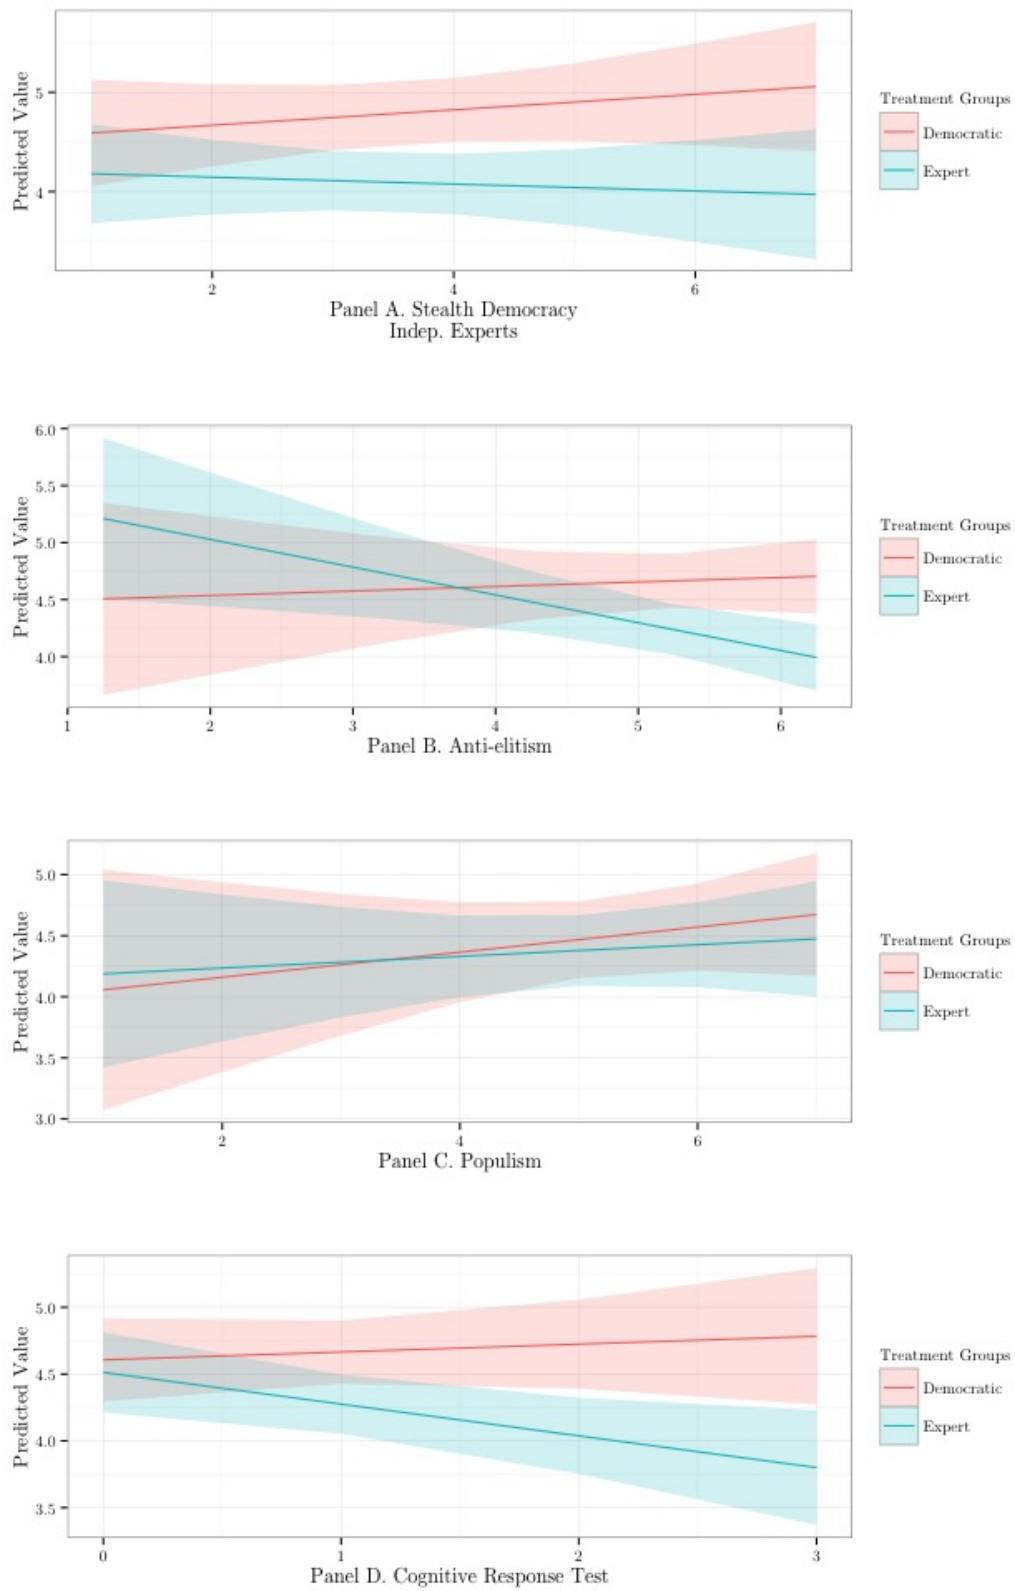 5
4
Predicted Value
2
4
6
Panel A. Stealth Democracy
Indep. Experts
Treatment Groups
Democratic
Expert
6.0
5.5
5.0
4.5
4.0
Predicted Value
1
2
3
4
5
6
Panel B. Anti-elitism
Treatment Groups
Democratic
Expert
5.0
4.5
4.0
3.5
3.0
Predicted Value
2
4
6
Panel C. Populism
Treatment Groups
Democratic
Expert
5.0
4.5
4.0
3.5
Predicted Value
0
1
2
3
Panel D. Cognitive Response Test
Treatment Groups
Democratic
Expert